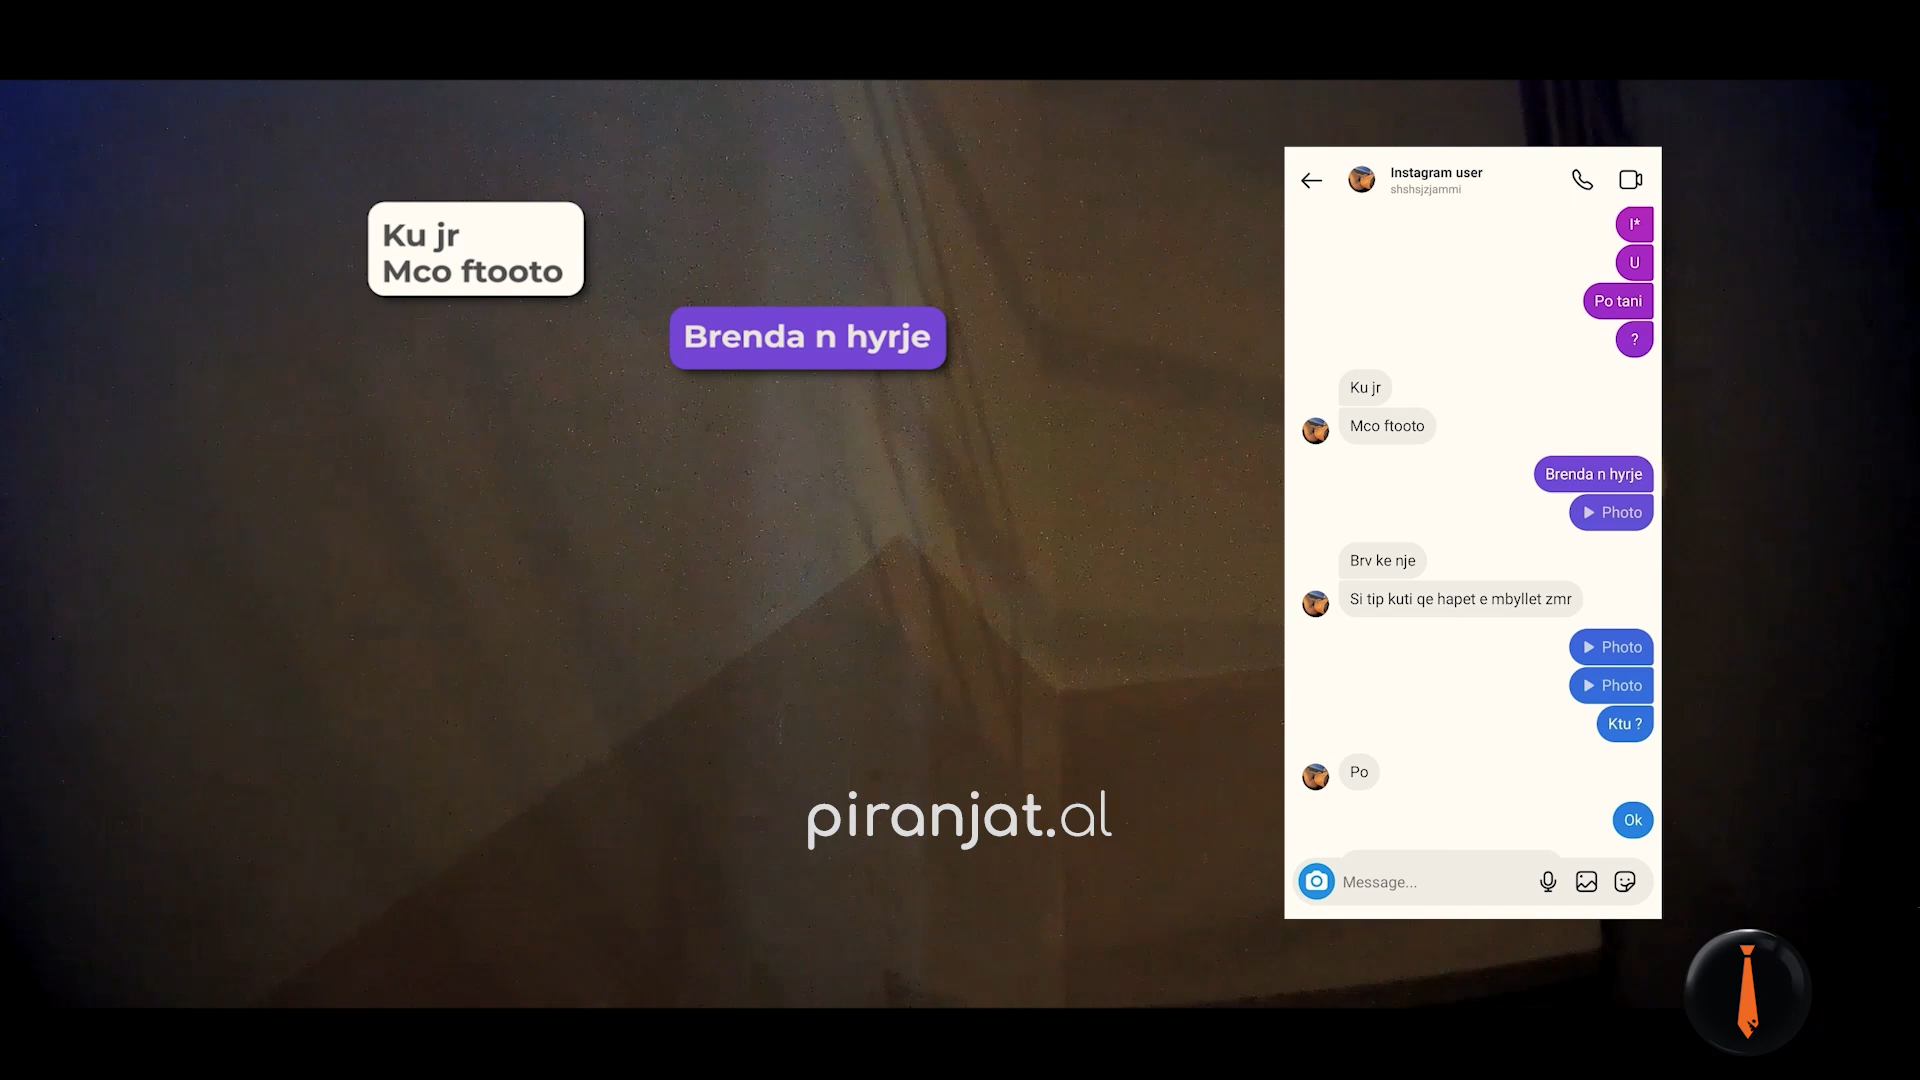 Ku jr
Mco ftooto
Brenda n hyrje
piranjat.al
Instagram user
shshsjzjammi
I*
U
Po tani
?
Ku jr
Mco ftooto
Brenda n hyrje
Photo
Brv ke nje
Si tip kuti qe hapet e mbyllet zmr
Photo
Photo
Ktu ?
Po
Ok
Message...